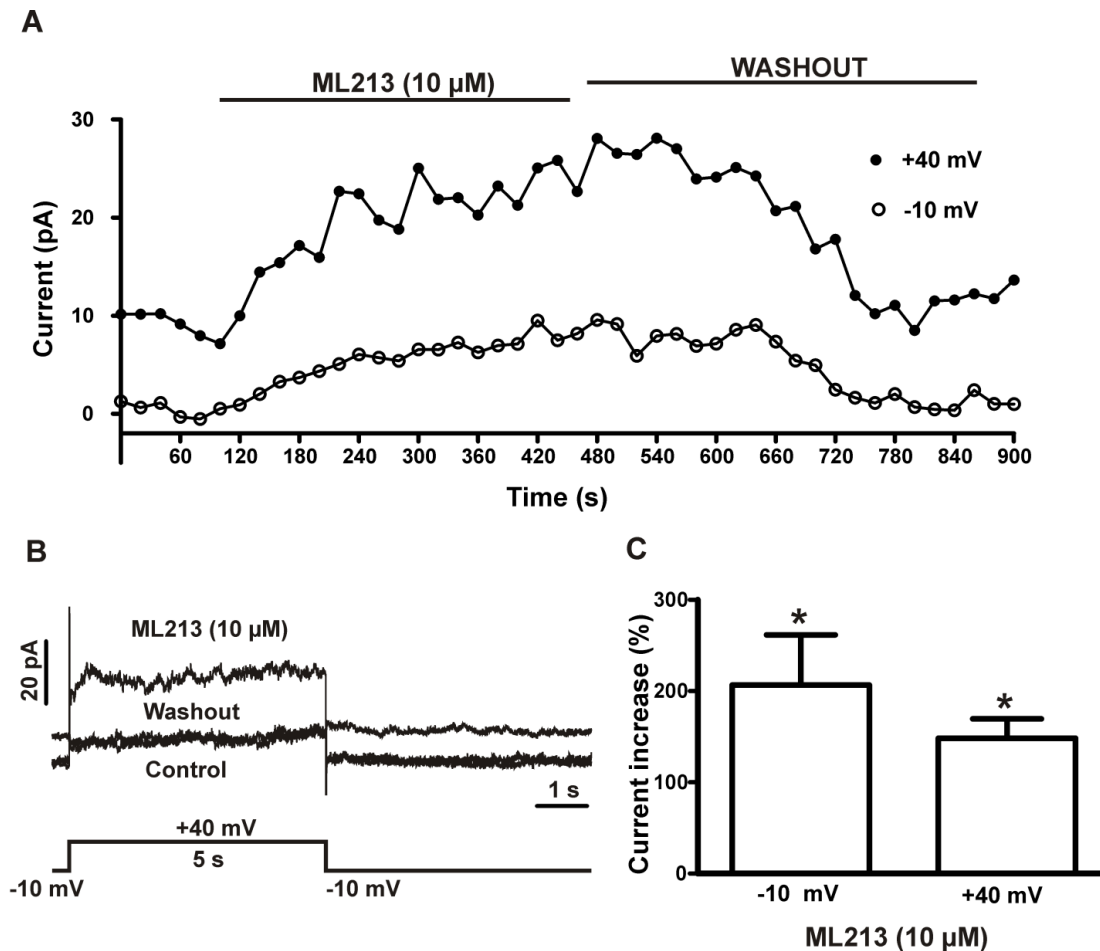 A
ML213 (10 µM)
WASHOUT
30
20
10
0
Current (pA)
+40 mV
-10 mV
60 120 180 240 300 360 420 480 540 600 660 720 780 840 900
Time (s)
B
ML213 (10 µM)
20 pA
Washout
Control
1 s
+40 mV
5 s
-10 mV
-10 mV
C
300
200
100
0
Current increase (%)
*
*
-10 mV
+40 mV
ML213 (10 µM)